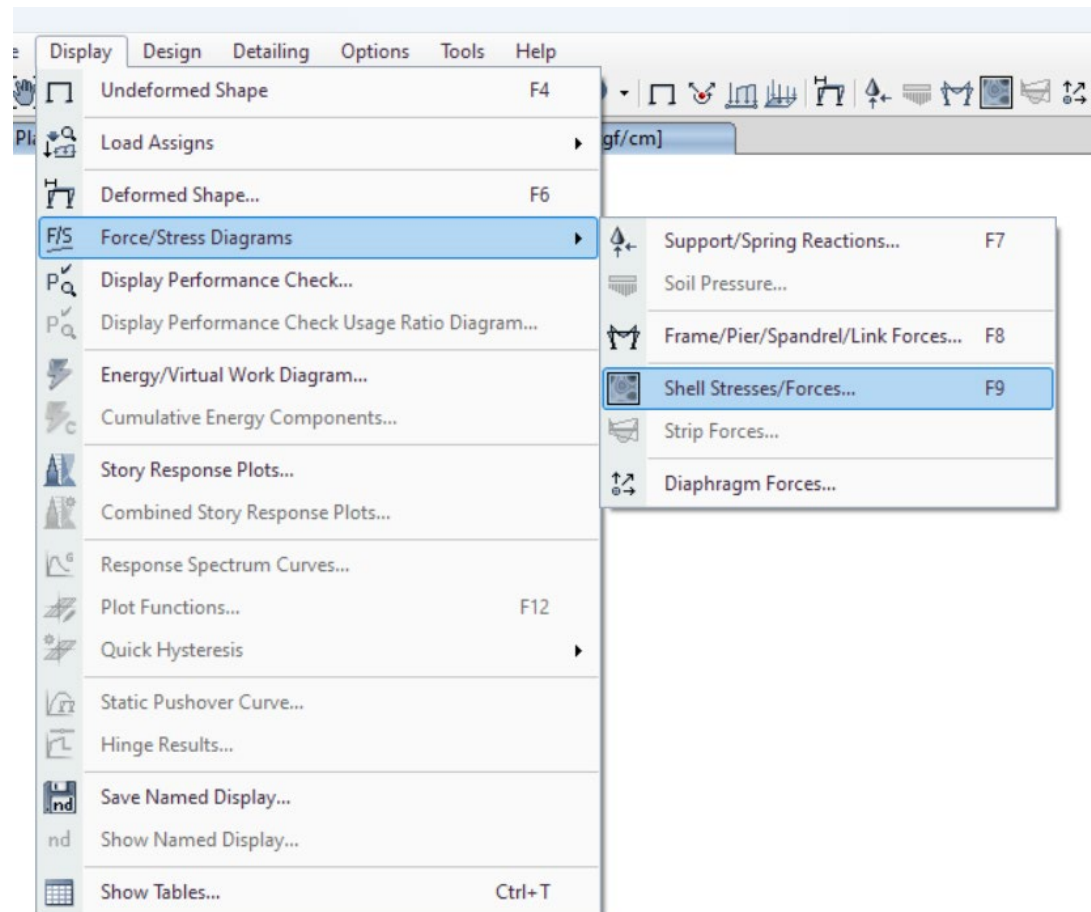 Display Design Detailing Options Tools Help
Undeformed Shape F4
Load Assigns
gf/cm]
Deformed Shape... F6
F/S Force/Stress Diagrams
Support/Spring Reactions... F7
Display Performance Check...
Soil Pressure...
Display Performance Check Usage Ratio Diagram...
Frame/Pier/Spandrel/Link Forces... F8
Energy/Virtual Work Diagram...
Shell Stresses/Forces... F9
Cumulative Energy Components...
Strip Forces...
Story Response Plots...
Diaphragm Forces...
Combined Story Response Plots...
Response Spectrum Curves...
Plot Functions... F12
Quick Hysteresis
Static Pushover Curve...
Hinge Results...
.nd Save Named Display...
nd Show Named Display...
Show Tables... Ctrl+T